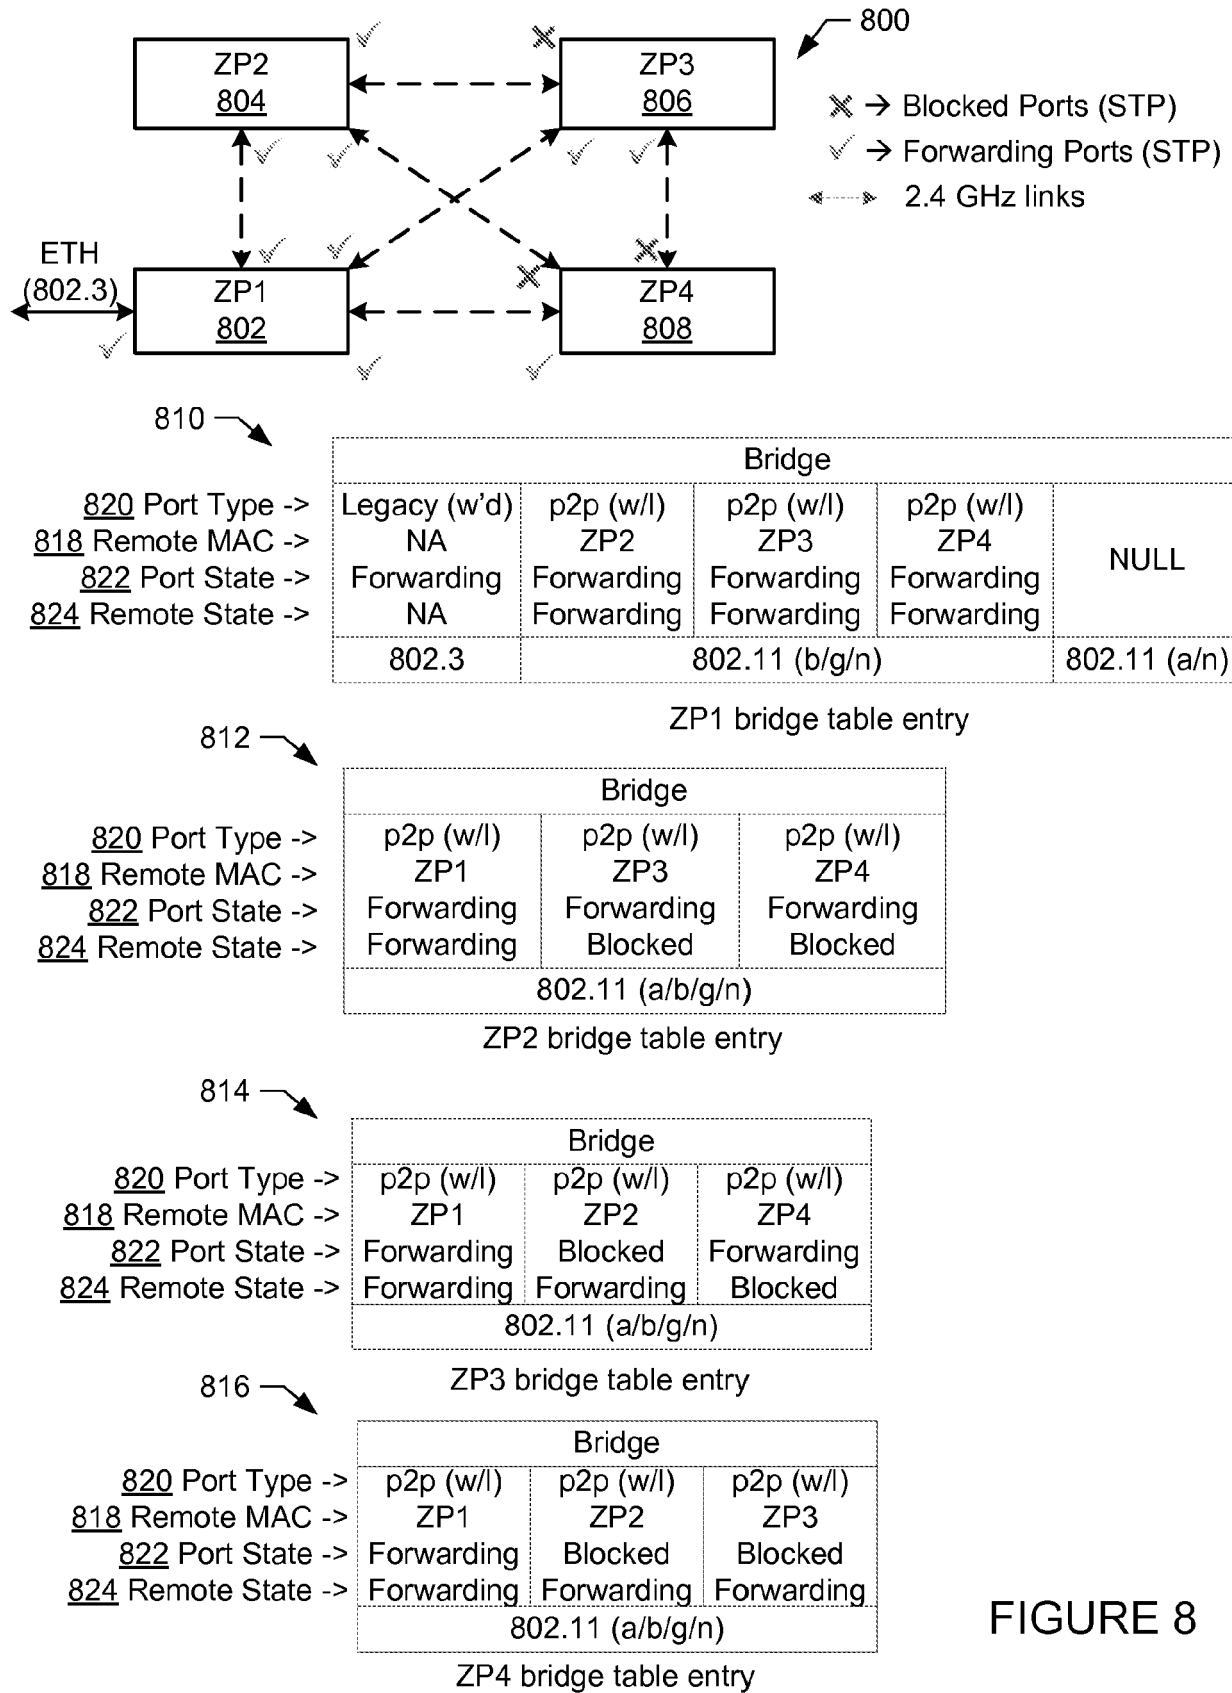 800
ZP2
804
ZP3
806
Blocked Ports (STP)
Forwarding Ports (STP)
2.4 GHz links
ETH
(802.3)
ZP1
802
ZP4
808
810
Bridge
820 Port Type -> Legacy (w'd) p2p (w/l) p2p (w/l) p2p (w/l)
818 Remote MAC -> NA ZP2 ZP3 ZP4 NULL
822 Port State -> Forwarding Forwarding Forwarding Forwarding
824 Remote State -> NA Forwarding Forwarding Forwarding
802.3 802.11 (b/g/n) 802.11 (a/n)
ZP1 bridge table entry
812
Bridge
820 Port Type -> p2p (w/l) p2p (w/l) p2p (w/l)
818 Remote MAC -> ZP1 ZP3 ZP4
822 Port State -> Forwarding Forwarding Forwarding
824 Remote State -> Forwarding Blocked Blocked
802.11 (a/b/g/n)
ZP2 bridge table entry
814
Bridge
820 Port Type -> p2p (w/l) p2p (w/l) p2p (w/l)
818 Remote MAC -> ZP1 ZP2 ZP4
822 Port State -> Forwarding Blocked Forwarding
824 Remote State -> Forwarding Forwarding Blocked
802.11 (a/b/g/n)
ZP3 bridge table entry
816
Bridge
820 Port Type -> p2p (w/l) p2p (w/l) p2p (w/l)
818 Remote MAC -> ZP1 ZP2 ZP3
822 Port State -> Forwarding Blocked Blocked
824 Remote State -> Forwarding Forwarding Forwarding
802.11 (a/b/g/n)
ZP4 bridge table entry
FIGURE 8